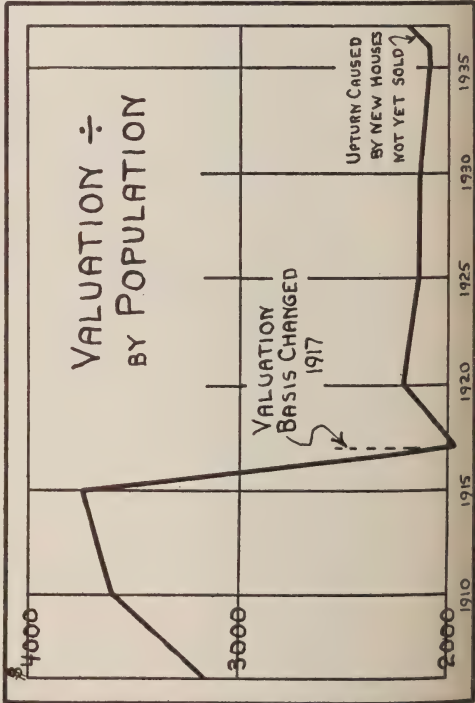 VALUATION ÷
BY POPULATION
UPTURN CAUSED
BY NEW HOUSES
NOT YET SOLD
VALUATION
BASIS CHANGED
1917
$4000
3000
2000
1910
1915
1920
1925
1930
1935